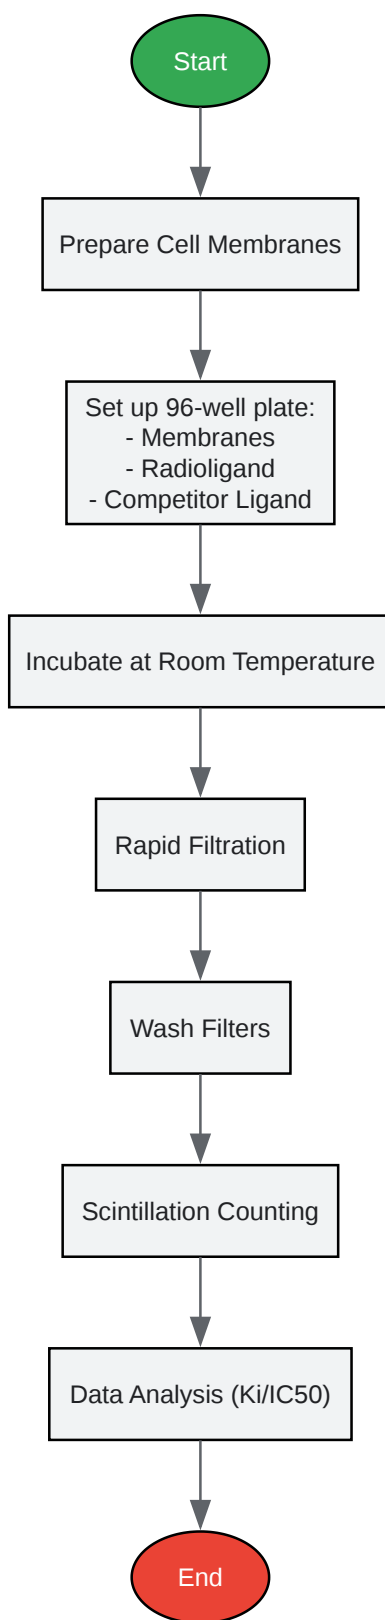 Start
Prepare Cell Membranes
Set up 96-well plate:
- Membranes
- Radioligand
- Competitor Ligand
Incubate at Room Temperature
Rapid Filtration
Wash Filters
Scintillation Counting
Data Analysis (Ki/IC50)
End